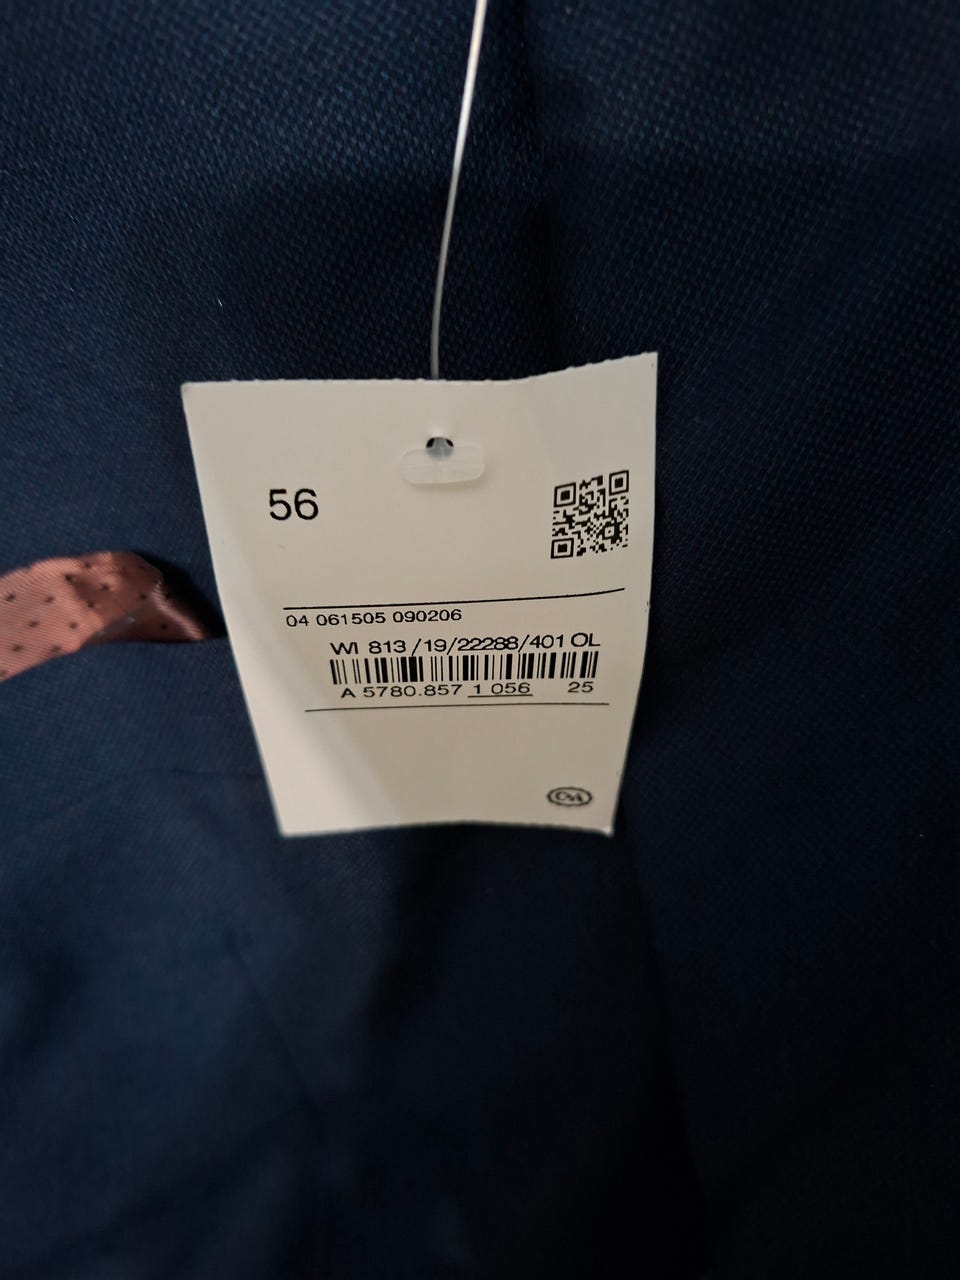 56
04 061505 090206
WI 813 /19/22288/401 OL
A 5780.857 1 056 25
C&A